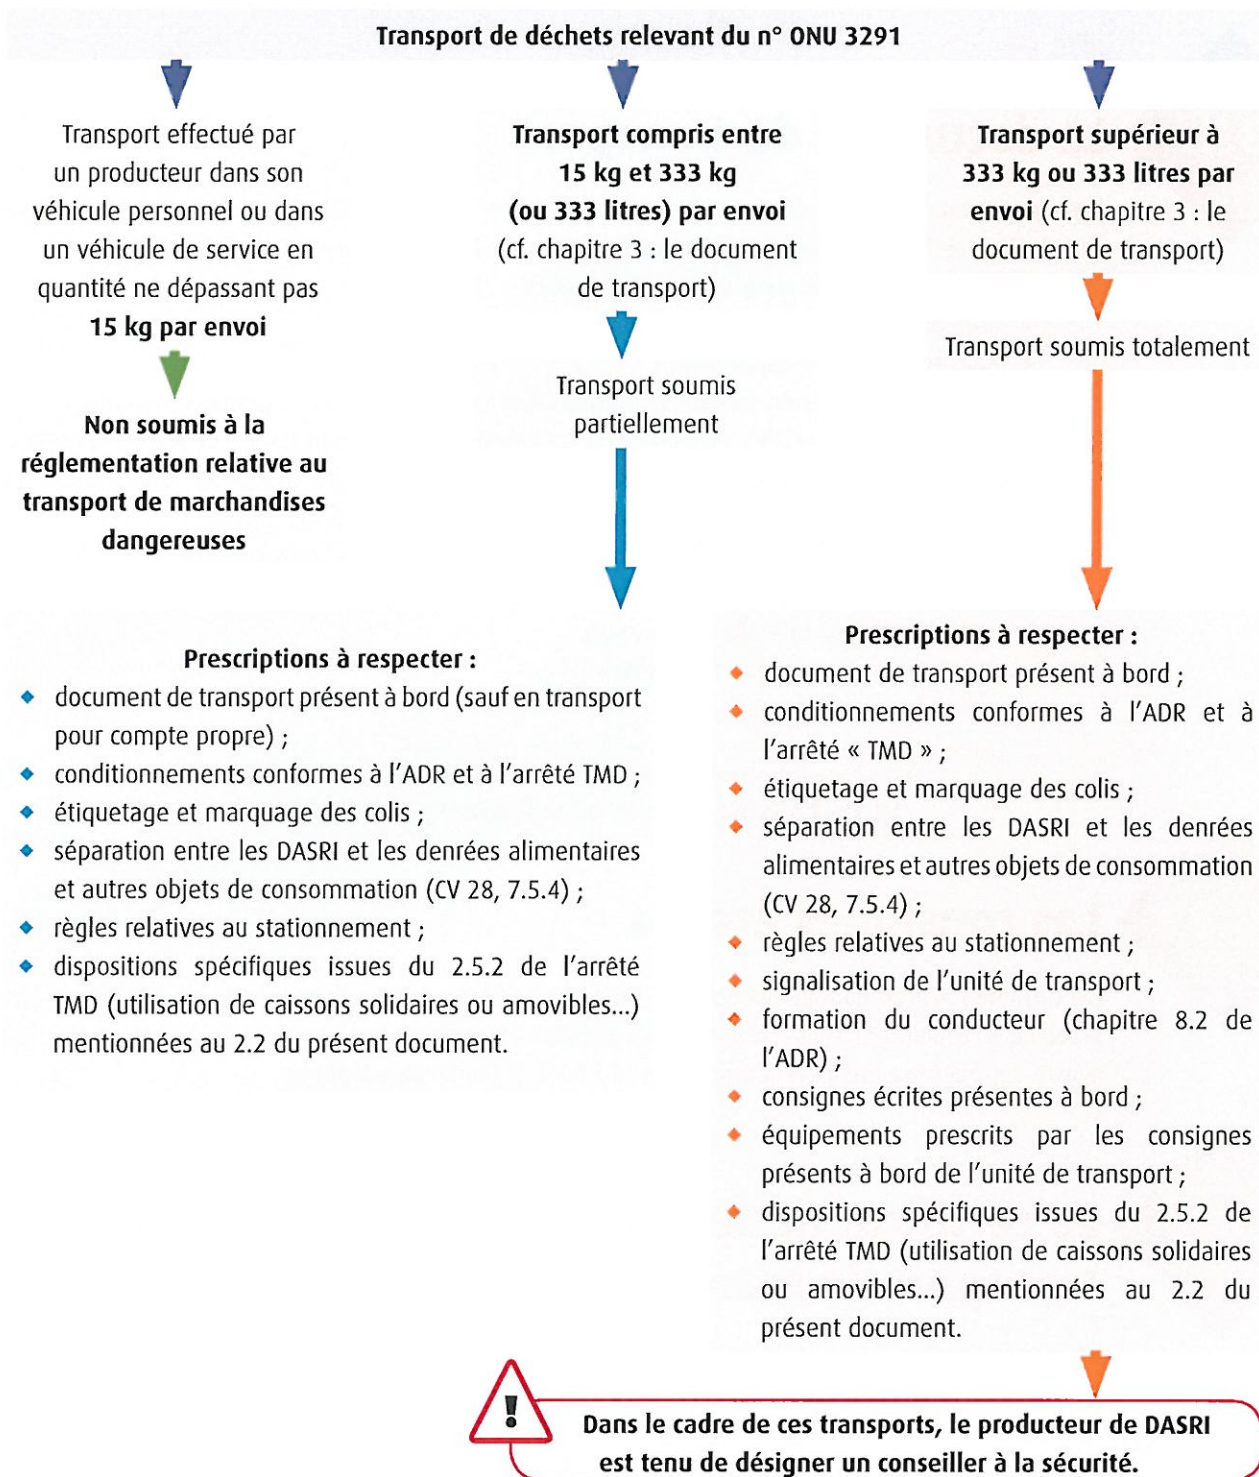 Transport de déchets relevant du n° ONU 3291
Transport effectué par
un producteur dans son
véhicule personnel ou dans
un véhicule de service en
quantité ne dépassant pas
15 kg par envoi
Non soumis à la
réglementation relative au
transport de marchandises
dangereuses
Transport compris entre
15 kg et 333 kg
(ou 333 litres) par envoi
(cf. chapitre 3 : le document
de transport)
Transport soumis
partiellement
Transport supérieur à
333 kg ou 333 litres par
envoi (cf. chapitre 3 : le
document de transport)
Transport soumis totalement
Prescriptions à respecter :
◆ document de transport présent à bord (sauf en transport
pour compte propre) ;
◆ conditionnements conformes à l'ADR et à l'arrêté TMD ;
◆ étiquetage et marquage des colis ;
◆ séparation entre les DASRI et les denrées alimentaires
et autres objets de consommation (CV 28, 7.5.4) ;
◆ règles relatives au stationnement ;
◆ dispositions spécifiques issues du 2.5.2 de l'arrêté
TMD (utilisation de caissons solidaires ou amovibles...)
mentionnées au 2.2 du présent document.
Prescriptions à respecter :
◆ document de transport présent à bord ;
◆ conditionnements conformes à l'ADR et à
l'arrêté « TMD » ;
◆ étiquetage et marquage des colis ;
◆ séparation entre les DASRI et les denrées
alimentaires et autres objets de consommation
(CV 28, 7.5.4) ;
◆ règles relatives au stationnement ;
◆ signalisation de l'unité de transport ;
◆ formation du conducteur (chapitre 8.2 de
l'ADR) ;
◆ consignes écrites présentes à bord ;
◆ équipements prescrits par les consignes
présents à bord de l'unité de transport ;
◆ dispositions spécifiques issues du 2.5.2 de
l'arrêté TMD (utilisation de caissons solidaires
ou amovibles...) mentionnées au 2.2 du
présent document.
!
Dans le cadre de ces transports, le producteur de DASRI
est tenu de désigner un conseiller à la sécurité.